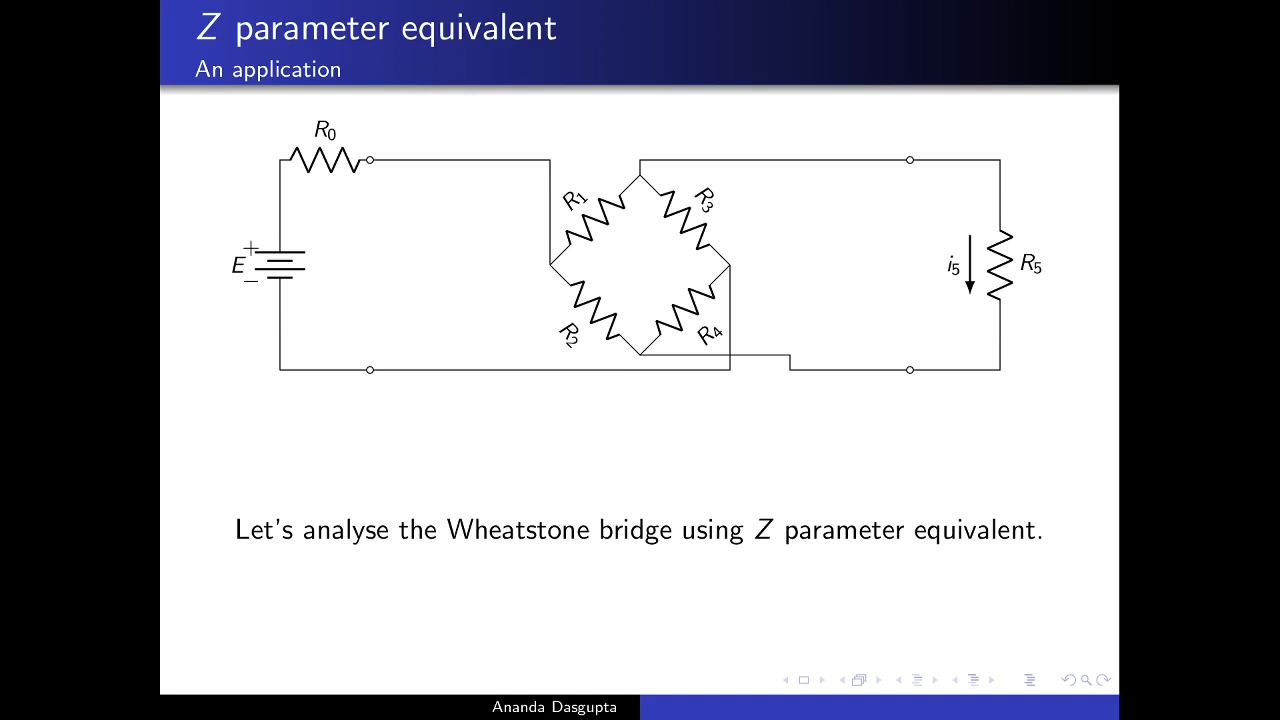 Z parameter equivalent
An application
R0
R1
R3
+
E
−
i5
R5
R2
R4
Let's analyse the Wheatstone bridge using Z parameter equivalent.
Ananda Dasgupta